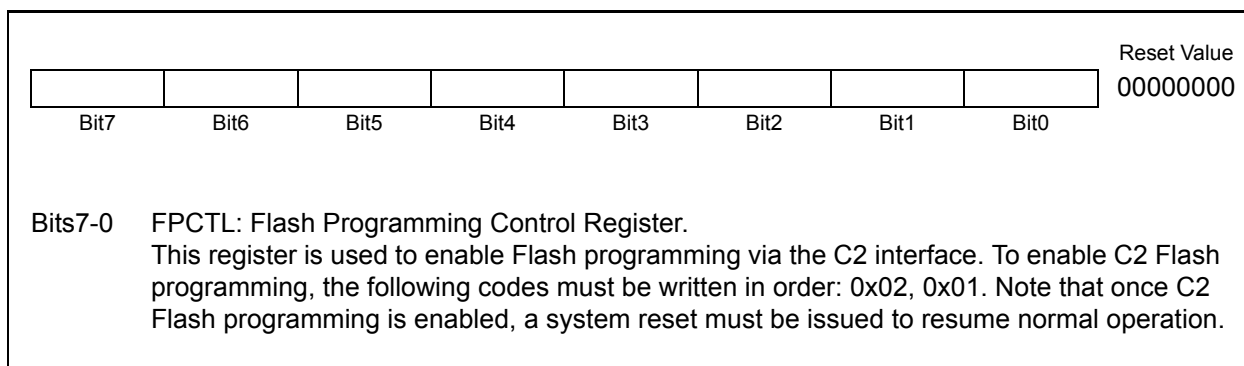 Reset Value
00000000
Bit7 Bit6 Bit5 Bit4 Bit3 Bit2 Bit1 Bit0
Bits7-0 FPCTL: Flash Programming Control Register.
This register is used to enable Flash programming via the C2 interface. To enable C2 Flash
programming, the following codes must be written in order: 0x02, 0x01. Note that once C2
Flash programming is enabled, a system reset must be issued to resume normal operation.